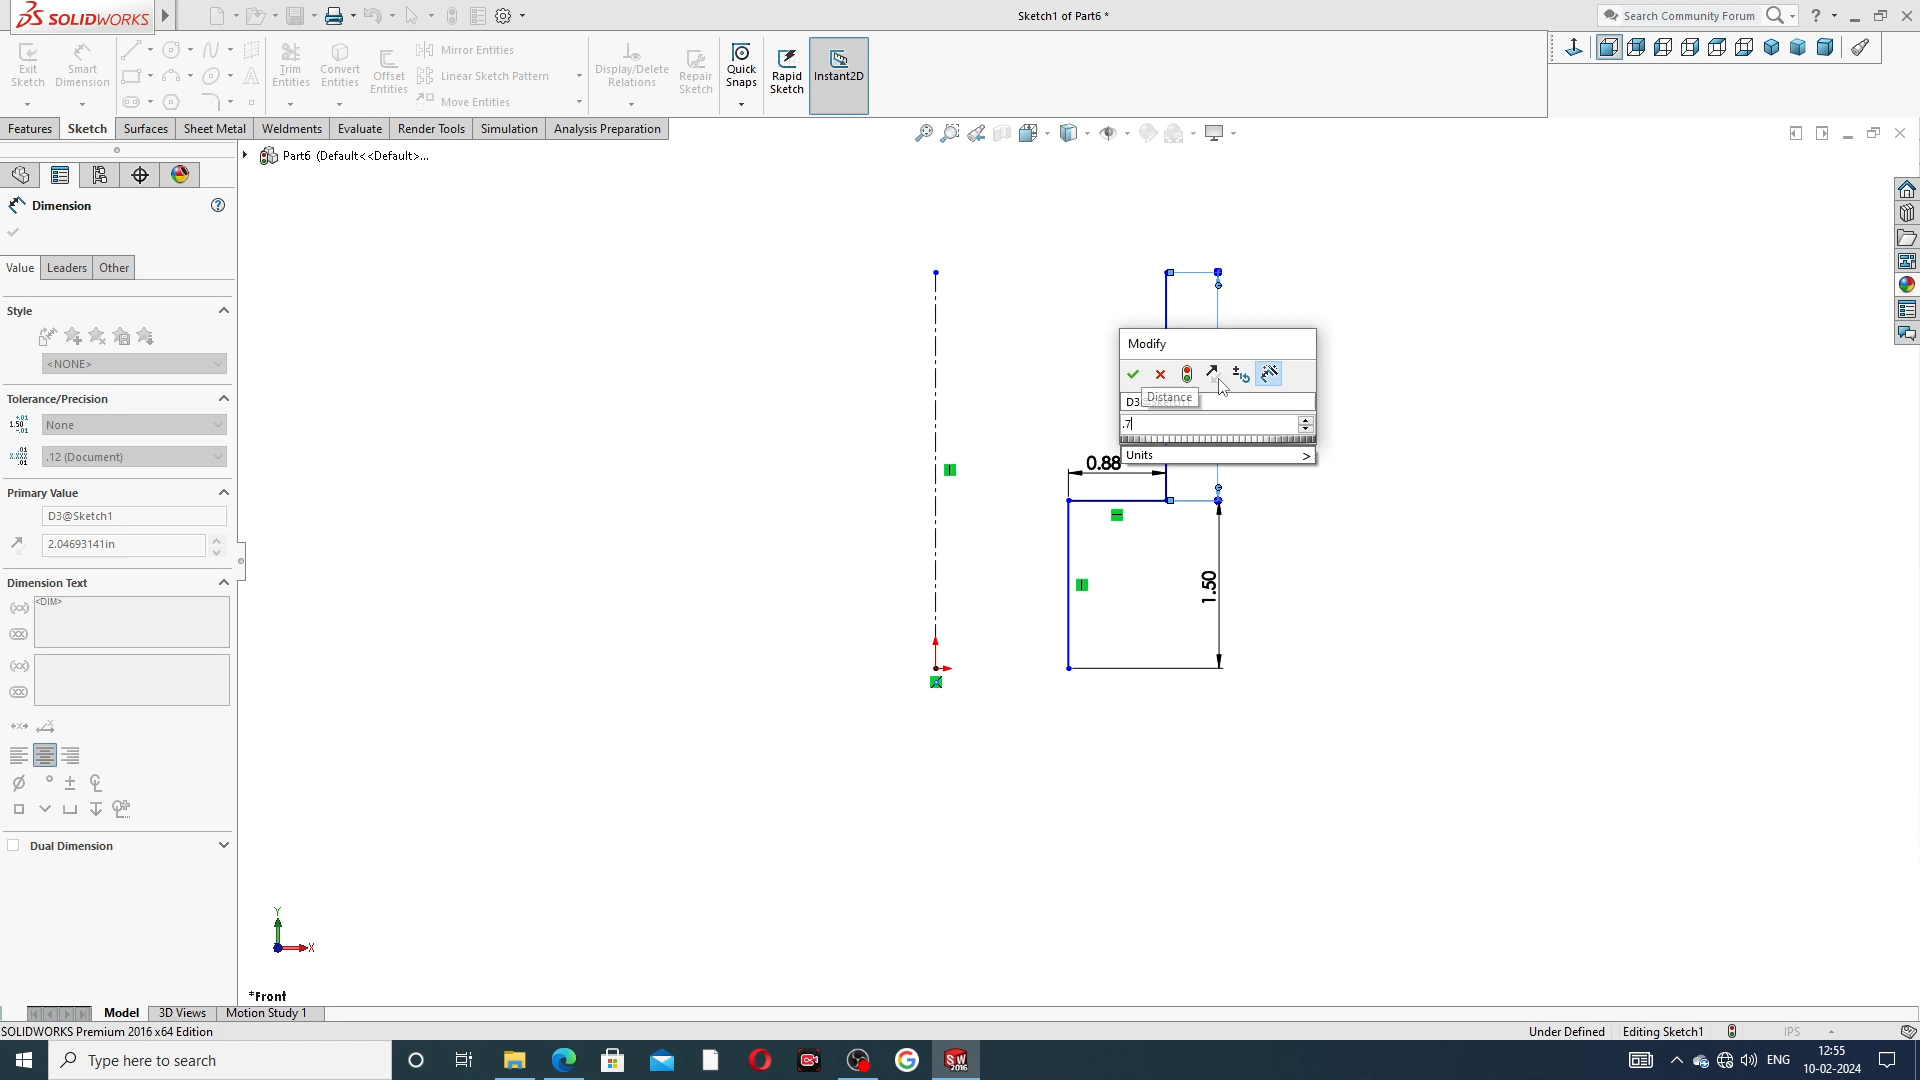 SOLIDWORKS
Sketch1 of Part6 *
Search Community Forum
?
Exit Sketch
Smart Dimension
Trim Entities
Convert Entities
Offset Entities
Mirror Entities
Linear Sketch Pattern
Move Entities
Display/Delete Relations
Repair Sketch
Quick Snaps
Rapid Sketch
Instant2D
Features
Sketch
Surfaces
Sheet Metal
Weldments
Evaluate
Render Tools
Simulation
Analysis Preparation
Part6 (Default<<Default>...
Dimension
Value
Leaders
Other
Style
<NONE>
Tolerance/Precision
None
.12 (Document)
Primary Value
D3@Sketch1
2.04693141in
Dimension Text
<DIM>
Dual Dimension
Modify
Distance
D3
.7
Units >
0.88
1.50
Y
X
*Front
Model
3D Views
Motion Study 1
SOLIDWORKS Premium 2016 x64 Edition
Under Defined
Editing Sketch1
IPS
Type here to search
ENG
12:55
10-02-2024